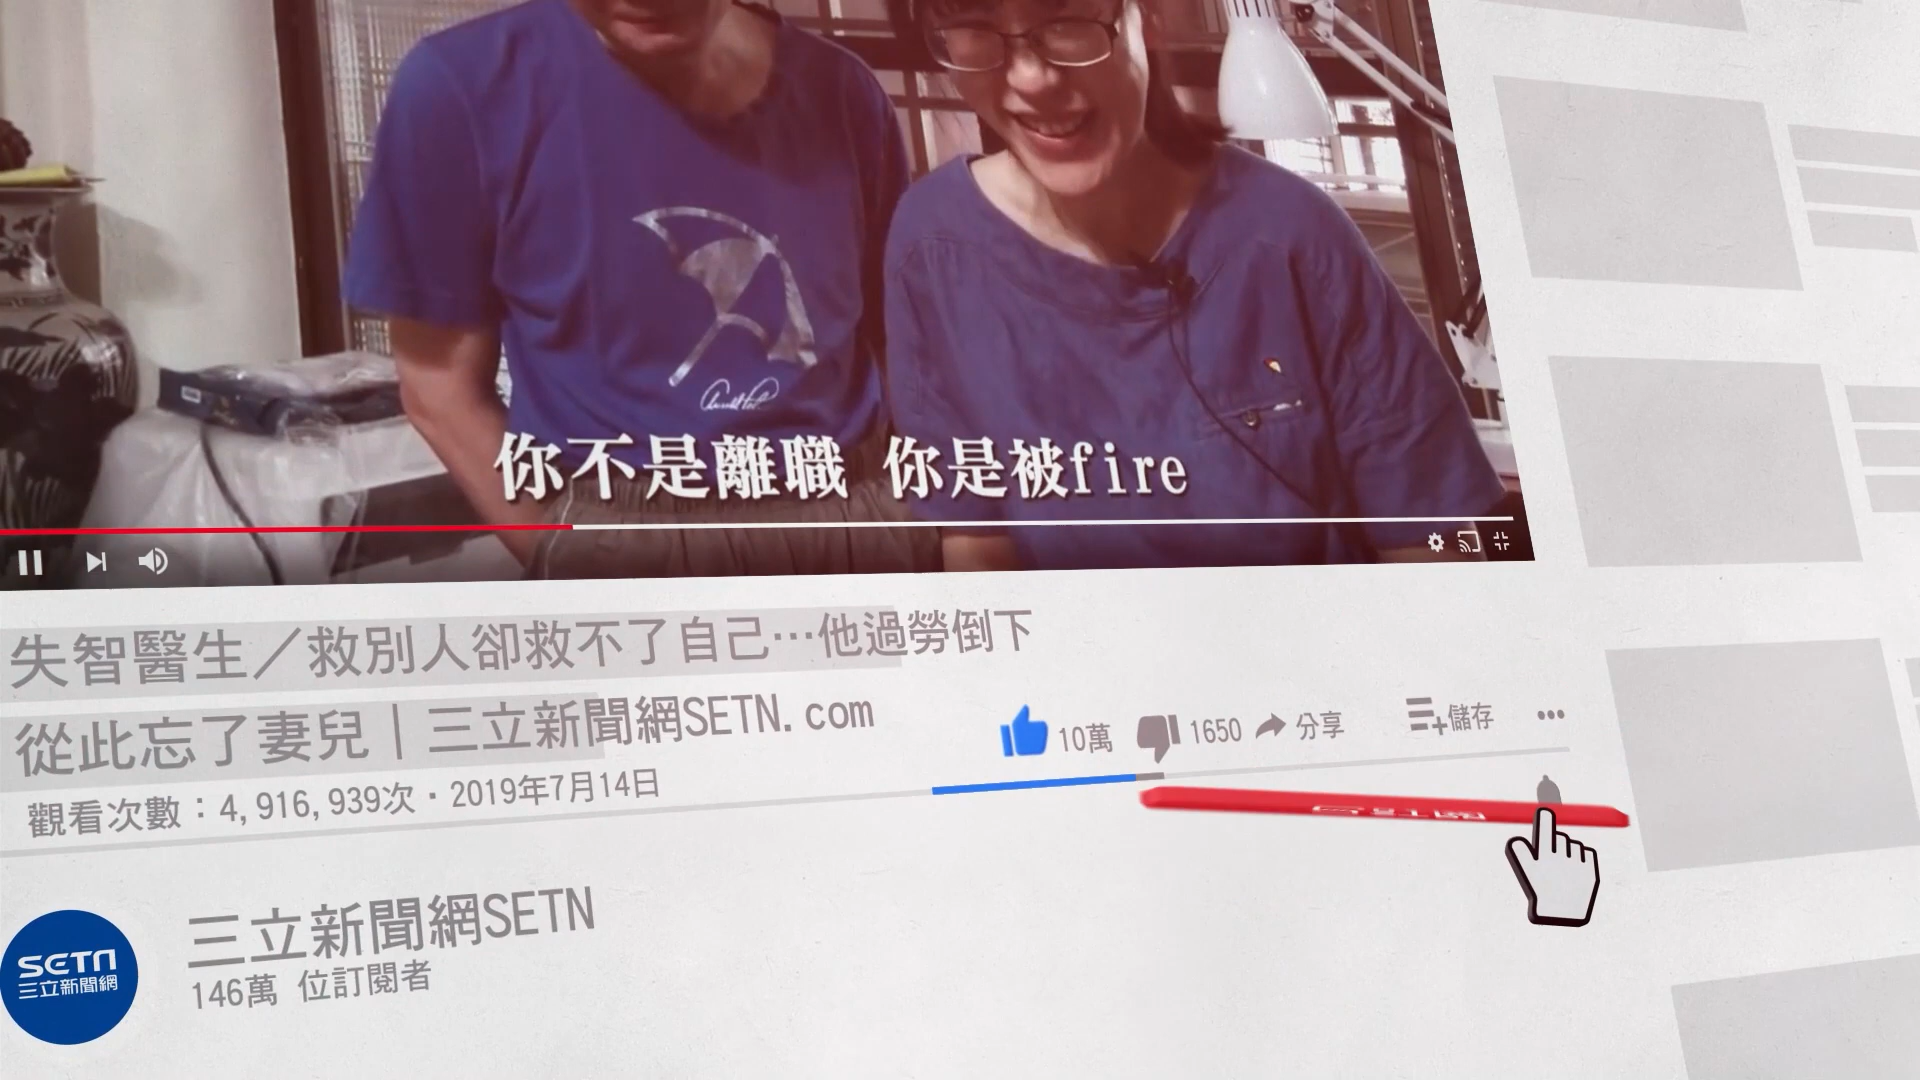 你不是離職 你是被fire
失智醫生／救別人卻救不了自己…他過勞倒下
從此忘了妻兒｜三立新聞網SETN.com
10萬 1650 分享 儲存
觀看次數：4,916,939次・2019年7月14日
三立新聞網SETN
146萬 位訂閱者
SETN
三立新聞網